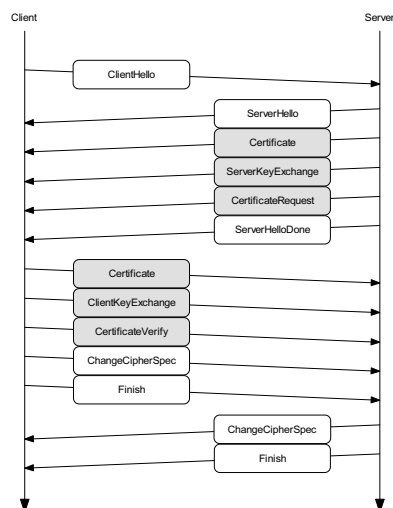 Client
Server
ClientHello
ServerHello
Certificate
ServerKeyExchange
CertificateRequest
ServerHelloDone
Certificate
ClientKeyExchange
CertificateVerify
ChangeCipherSpec
Finish
ChangeCipherSpec
Finish